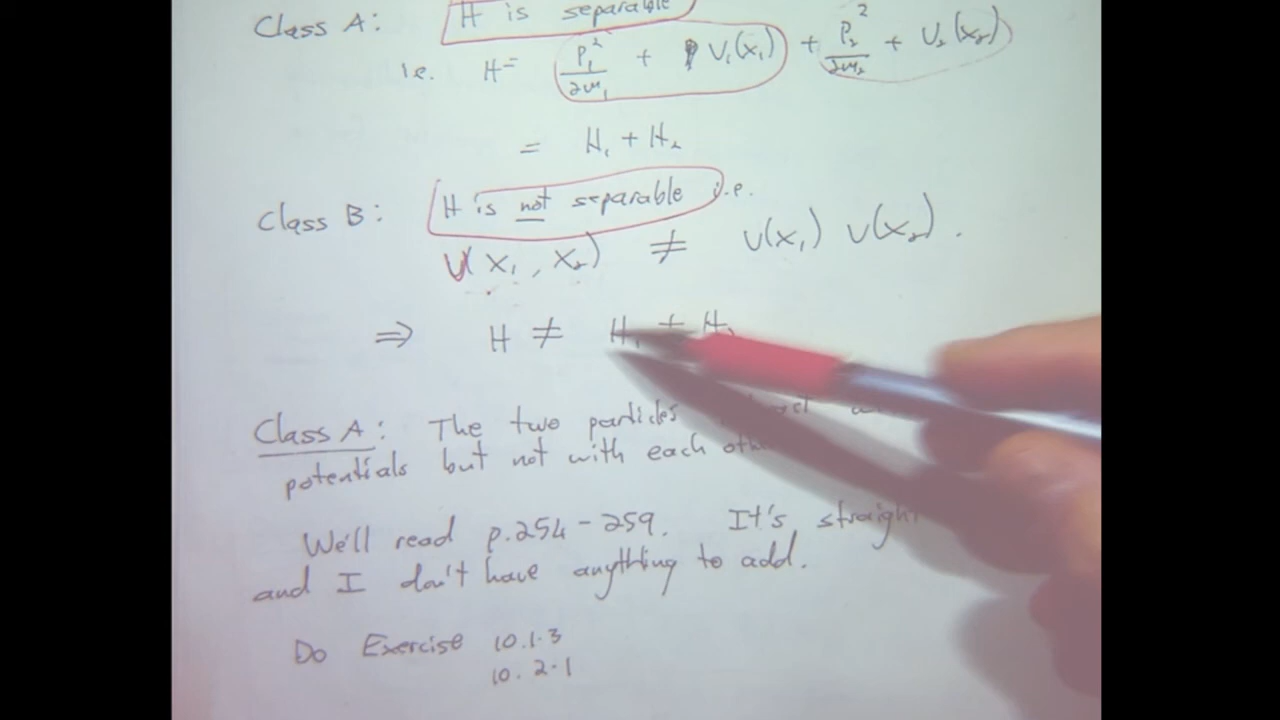 Class A: H is separable
i.e. H = P₁²/2m₁ + V₁(x₁) + P₂²/2m₂ + V₂(x₂)
= H₁ + H₂
Class B: H is not separable i.e.
V(x₁, x₂) ≠ V(x₁) V(x₂).
⇒ H ≠ H₁ + H₂
Class A: The two particles
potentials but not with each
We'll read p.254-259. It's
and I don't have anything to add.
Do Exercise 10.1.3
10.2.1